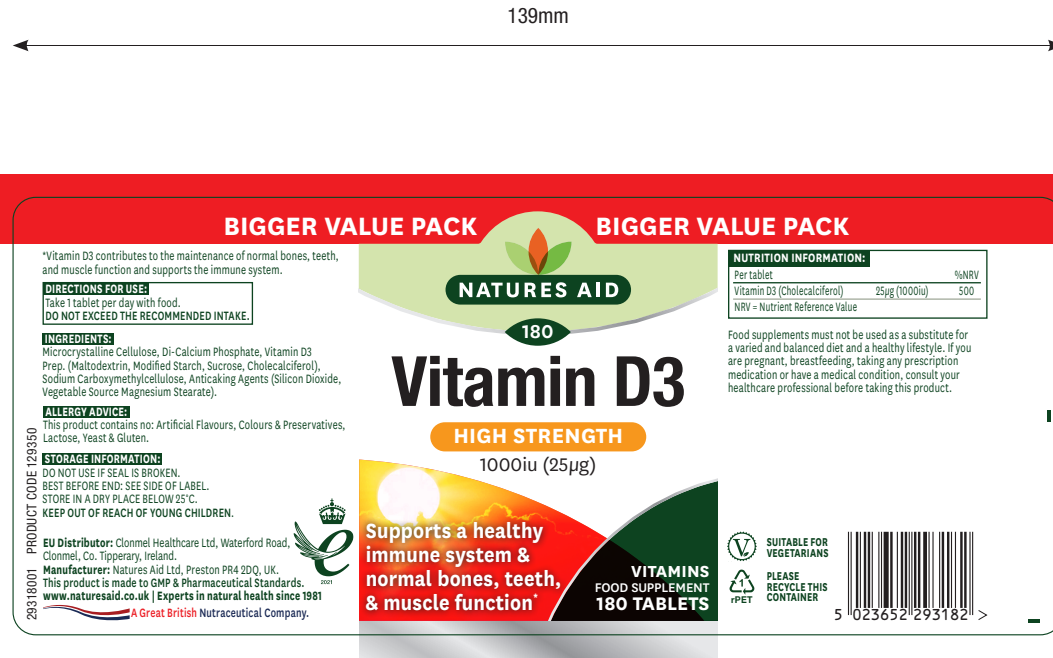 139mm
BIGGER VALUE PACK
BIGGER VALUE PACK
*Vitamin D3 contributes to the maintenance of normal bones, teeth,
and muscle function and supports the immune system.
DIRECTIONS FOR USE:
Take 1 tablet per day with food.
DO NOT EXCEED THE RECOMMENDED INTAKE.
INGREDIENTS:
Microcrystalline Cellulose, Di-Calcium Phosphate, Vitamin D3
Prep. (Maltodextrin, Modified Starch, Sucrose, Cholecalciferol),
Sodium Carboxymethylcellulose, Anticaking Agents (Silicon Dioxide,
Vegetable Source Magnesium Stearate).
ALLERGY ADVICE:
This product contains no: Artificial Flavours, Colours & Preservatives,
Lactose, Yeast & Gluten.
STORAGE INFORMATION:
DO NOT USE IF SEAL IS BROKEN.
BEST BEFORE END: SEE SIDE OF LABEL.
STORE IN A DRY PLACE BELOW 25°C.
KEEP OUT OF REACH OF YOUNG CHILDREN.
EU Distributor: Clonmel Healthcare Ltd, Waterford Road,
Clonmel, Co. Tipperary, Ireland.
Manufacturer: Natures Aid Ltd, Preston PR4 2DQ, UK.
This product is made to GMP & Pharmaceutical Standards.
www.naturesaid.co.uk | Experts in natural health since 1981
A Great British Nutraceutical Company.
2021
293318001 PRODUCT CODE 129350
NATURES AID
180
Vitamin D3
HIGH STRENGTH
1000iu (25µg)
Supports a healthy
immune system &
normal bones, teeth,
& muscle function*
VITAMINS
FOOD SUPPLEMENT
180 TABLETS
NUTRITION INFORMATION:
Per tablet %NRV
Vitamin D3 (Cholecalciferol) 25µg (1000iu) 500
NRV = Nutrient Reference Value
Food supplements must not be used as a substitute for
a varied and balanced diet and a healthy lifestyle. If you
are pregnant, breastfeeding, taking any prescription
medication or have a medical condition, consult your
healthcare professional before taking this product.
V
SUITABLE FOR
VEGETARIANS
1
rPET
PLEASE
RECYCLE THIS
CONTAINER
5 023652 293182 >